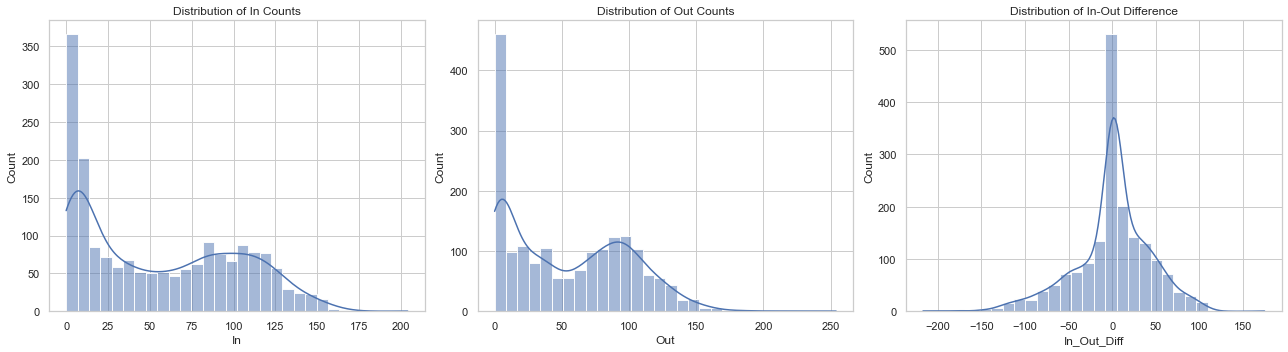 Distribution of In Counts
350
300
250
200
150
100
50
0
Count
0 25 50 75 100 125 150 175 200
In
Distribution of Out Counts
400
300
200
100
0
Count
0 50 100 150 200 250
Out
Distribution of In-Out Difference
500
400
300
200
100
0
Count
−200 −150 −100 −50 0 50 100 150
In_Out_Diff